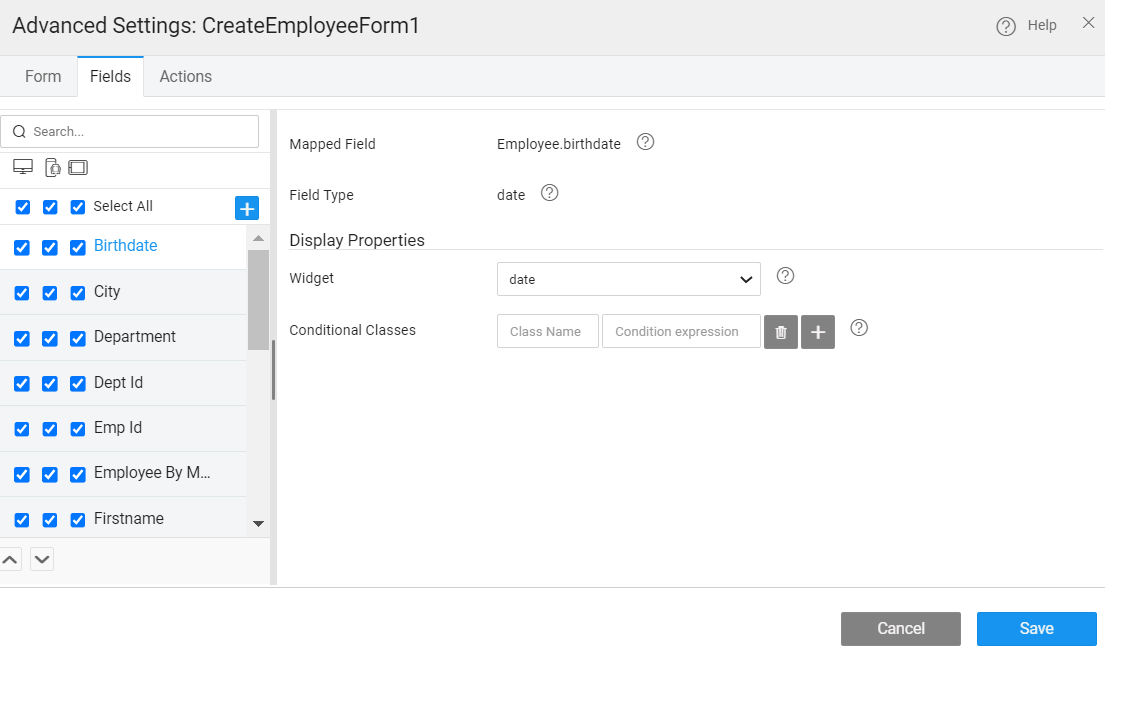 Advanced Settings: CreateEmployeeForm1
Help
Form Fields Actions
Search...
Select All
Birthdate
City
Department
Dept Id
Emp Id
Employee By M...
Firstname
Mapped Field Employee.birthdate
Field Type date
Display Properties
Widget date
Conditional Classes Class Name Condition expression
Cancel Save